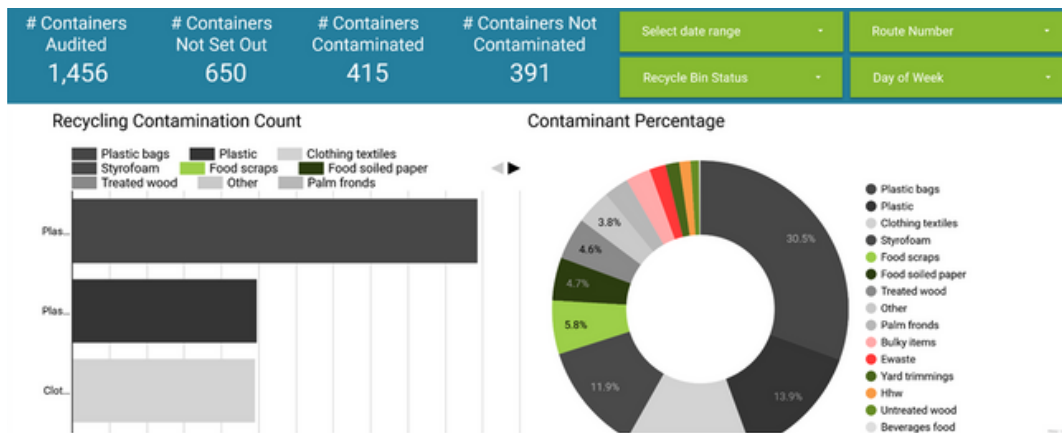 # Containers Audited
1,456
# Containers Not Set Out
650
# Containers Contaminated
415
# Containers Not Contaminated
391
Select date range
Route Number
Recycle Bin Status
Day of Week
Recycling Contamination Count
Plastic bags Plastic Clothing textiles
Styrofoam Food scraps Food soiled paper
Treated wood Other Palm fronds
Plas...
Plas...
Clot...
Contaminant Percentage
30.5%
13.9%
11.9%
5.8%
4.7%
4.6%
3.8%
Plastic bags
Plastic
Clothing textiles
Styrofoam
Food scraps
Food soiled paper
Treated wood
Other
Palm fronds
Bulky items
Ewaste
Yard trimmings
Hhw
Untreated wood
Beverages food